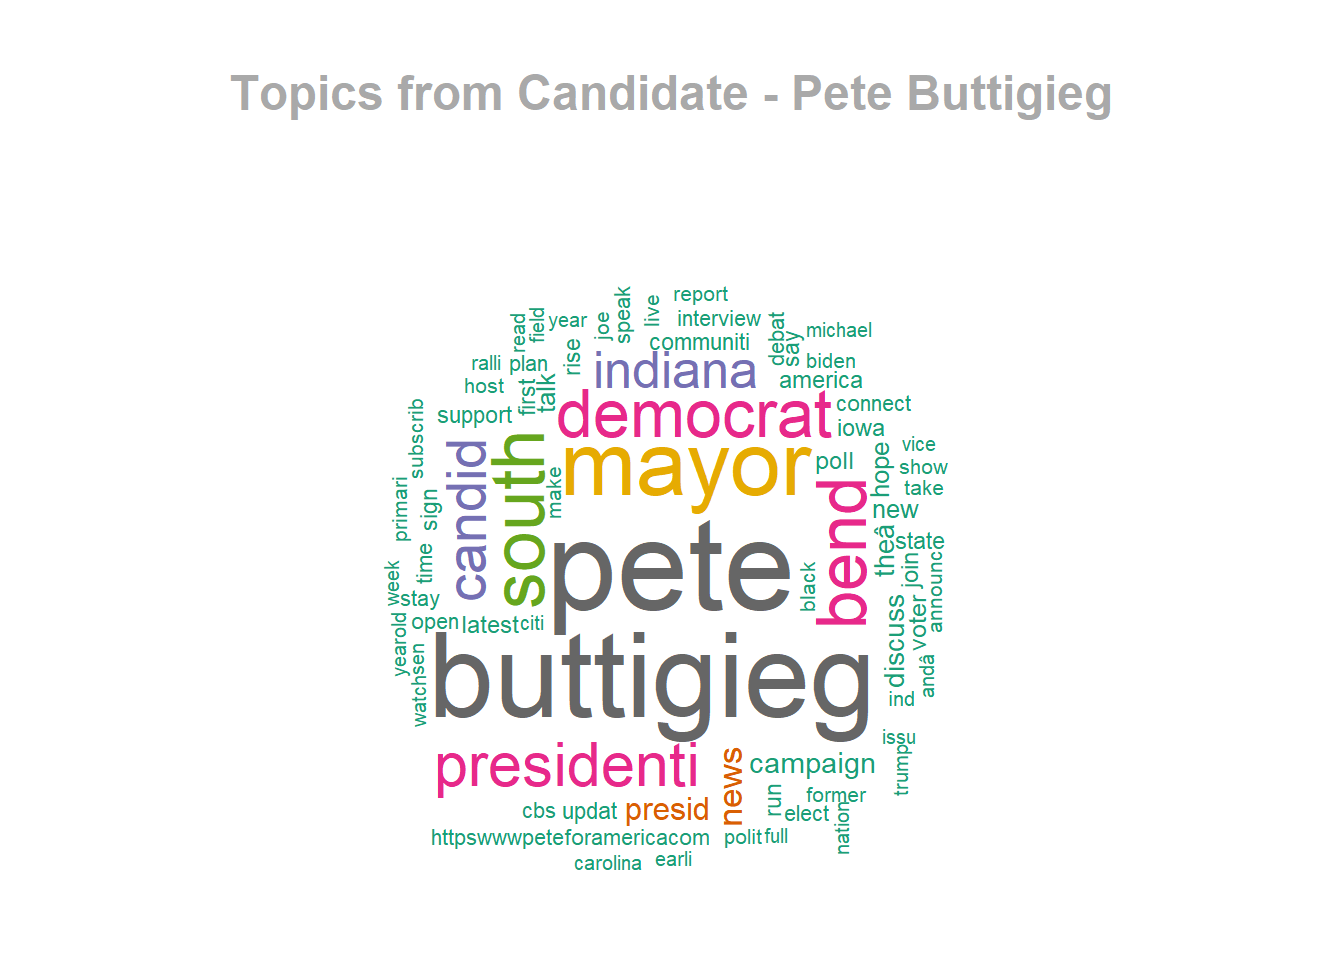 Topics from Candidate - Pete Buttigieg
report
speak
live
joe
year
field
read
interview
debat
say
michael
communiti
rise
plan
ralli
indiana
biden
america
host
first
talk
democrat
connect
support
subscrib
iowa
mayor
poll
hope
vice
show
take
candid
south
make
bend
new
primari
sign
pete
theâ
state
time
black
join
announce
week
stay
open
latest
citi
discuss
voter
yearold
buttigieg
sen
watch
andâ
ind
issu
trump
presidenti
news
campaign
run
former
cbs
updat
presid
elect
nation
httpswwwpeteforamericacom
polit
full
carolina
earli